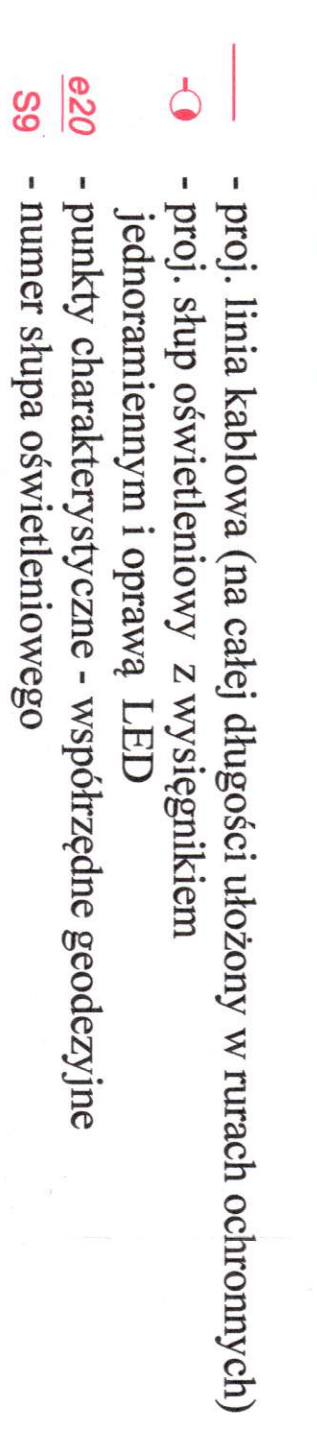 - proj. linia kablowa (na całej długości ułożony w rurach ochronnych)
- proj. słup oświetleniowy z wysięgnikiem
jednoramiennym i oprawą LED
e20 - punkty charakterystyczne - współrzędne geodezyjne
S9 - numer słupa oświetleniowego